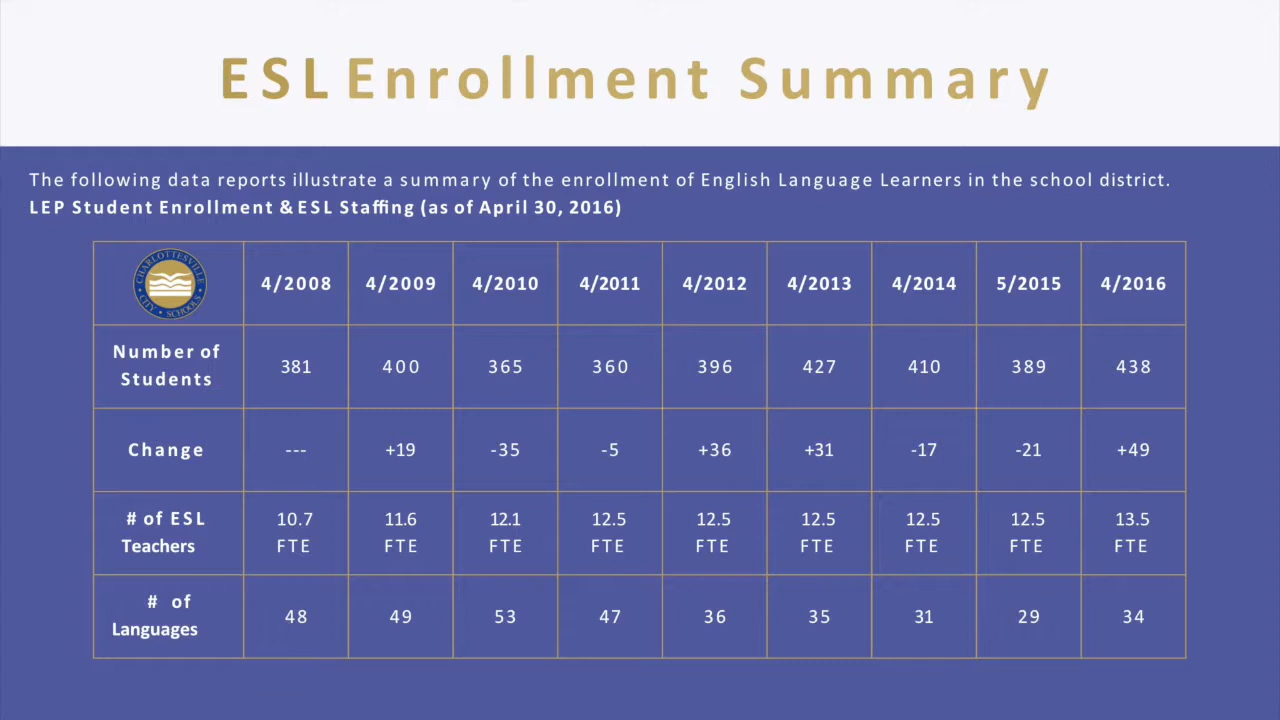 ESL Enrollment Summary
The following data reports illustrate a summary of the enrollment of English Language Learners in the school district.
LEP Student Enrollment & ESL Staffing (as of April 30, 2016)
CHARLOTTESVILLE CITY SCHOOLS 4/2008 4/2009 4/2010 4/2011 4/2012 4/2013 4/2014 5/2015 4/2016
Number of
Students 381 400 365 360 396 427 410 389 438
Change --- +19 -35 -5 +36 +31 -17 -21 +49
# of ESL 10.7 11.6 12.1 12.5 12.5 12.5 12.5 12.5 13.5
Teachers FTE FTE FTE FTE FTE FTE FTE FTE FTE
# of
Languages 48 49 53 47 36 35 31 29 34